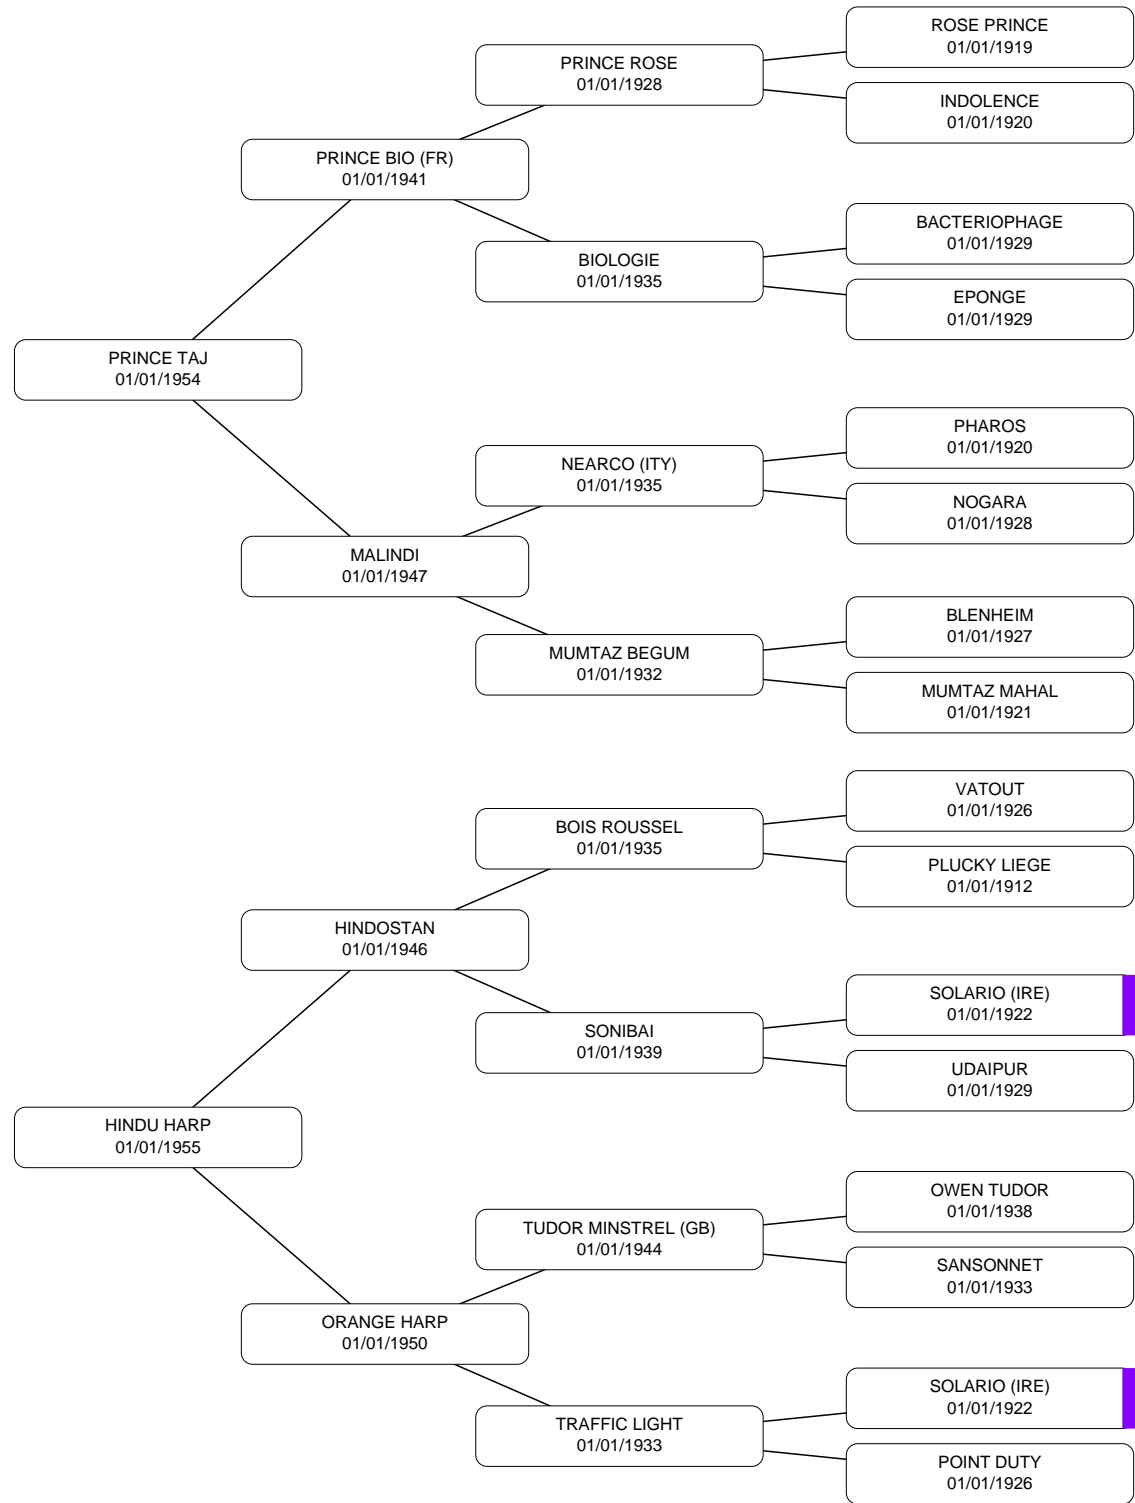 ROSE PRINCE
01/01/1919
PRINCE ROSE
01/01/1928
INDOLENCE
01/01/1920
PRINCE BIO (FR)
01/01/1941
BACTERIOPHAGE
01/01/1929
BIOLOGIE
01/01/1935
EPONGE
01/01/1929
PRINCE TAJ
01/01/1954
PHAROS
01/01/1920
NEARCO (ITY)
01/01/1935
NOGARA
01/01/1928
MALINDI
01/01/1947
BLENHEIM
01/01/1927
MUMTAZ BEGUM
01/01/1932
MUMTAZ MAHAL
01/01/1921
VATOUT
01/01/1926
BOIS ROUSSEL
01/01/1935
PLUCKY LIEGE
01/01/1912
HINDOSTAN
01/01/1946
SOLARIO (IRE)
01/01/1922
SONIBAI
01/01/1939
UDAIPUR
01/01/1929
HINDU HARP
01/01/1955
OWEN TUDOR
01/01/1938
TUDOR MINSTREL (GB)
01/01/1944
SANSONNET
01/01/1933
ORANGE HARP
01/01/1950
SOLARIO (IRE)
01/01/1922
TRAFFIC LIGHT
01/01/1933
POINT DUTY
01/01/1926